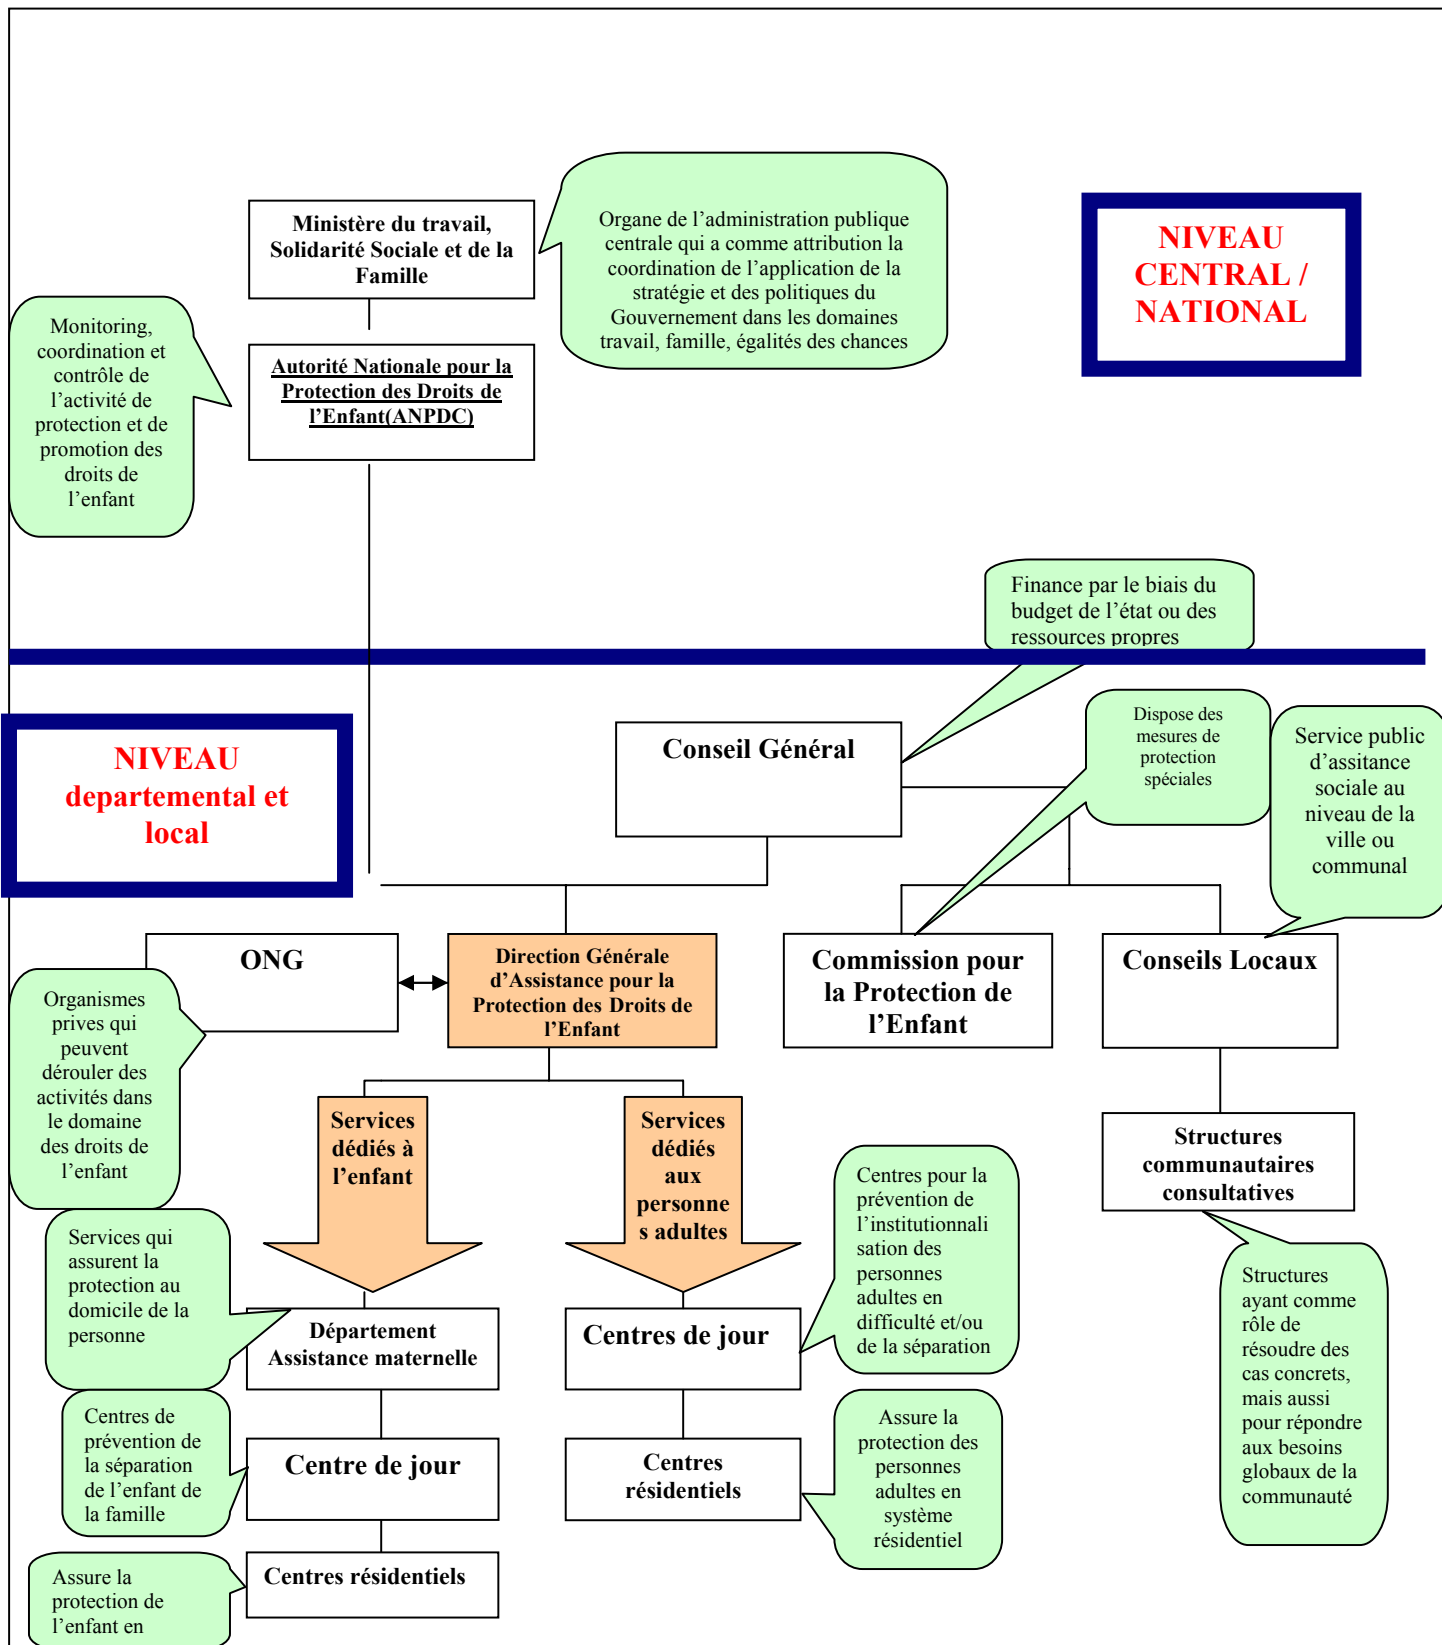 Ministère du travail,
Solidarité Sociale et de la
Famille
Organe de l’administration publique
centrale qui a comme attribution la
coordination de l’application de la
stratégie et des politiques du
Gouvernement dans les domaines
travail, famille, égalités des chances
NIVEAU
CENTRAL /
NATIONAL
Monitoring,
coordination et
contrôle de
l’activité de
protection et de
promotion des
droits de
l’enfant
Autorité Nationale pour la
Protection des Droits de
l’Enfant(ANPDC)
Finance par le biais du
budget de l’état ou des
ressources propres
NIVEAU
departemental et
local
Conseil Général
Dispose des
mesures de
protection
spéciales
Service public
d’assitance
sociale au
niveau de la
ville ou
communal
ONG
Direction Générale
d’Assistance pour la
Protection des Droits de
l’Enfant
Commission pour
la Protection de
l’Enfant
Conseils Locaux
Organismes
prives qui
peuvent
dérouler des
activités dans
le domaine
des droits de
l’enfant
Services
dédiés à
l’enfant
Services
dédiés
aux
personne
s adultes
Structures
communautaires
consultatives
Centres pour la
prévention de
l’institutionnali
sation des
personnes
adultes en
difficulté et/ou
de la séparation
Services qui
assurent la
protection au
domicile de la
personne
Département
Assistance maternelle
Centres de jour
Structures
ayant comme
rôle de
résoudre des
cas concrets,
mais aussi
pour répondre
aux besoins
globaux de la
communauté
Centres de
prévention de
la séparation
de l’enfant de
la famille
Centre de jour
Centres
résidentiels
Assure la
protection des
personnes
adultes en
système
résidentiel
Assure la
protection de
l’enfant en
Centres résidentiels